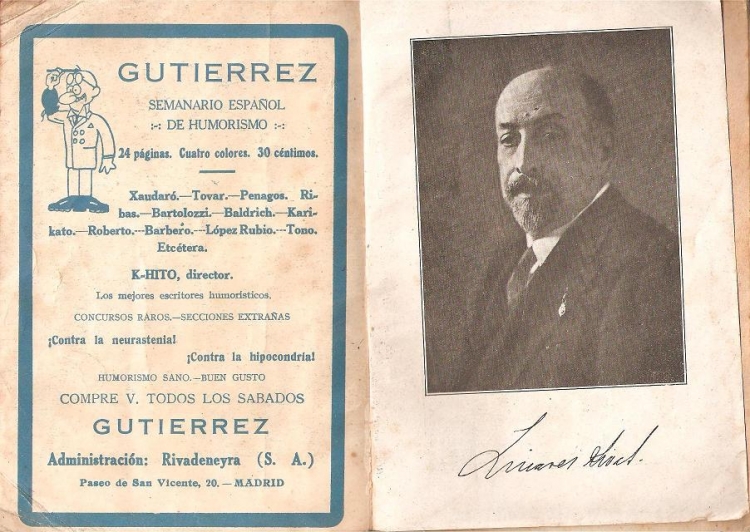 GUTIERREZ
SEMANARIO ESPAÑOL
:-: DE HUMORISMO :-:
24 páginas. Cuatro colores. 30 céntimos.
Xaudaró.—Tovar.—Penagos. Ri-
bas.—Bartolozzi.—Baldrich.—Kari-
kato.—Roberto.—Barbero.—López Rubio.—Tono.
Etcétera.
K-HITO, director.
Los mejores escritores humorísticos.
CONCURSOS RAROS.—SECCIONES EXTRAÑAS
¡Contra la neurastenia!
¡Contra la hipocondría!
HUMORISMO SANO.—BUEN GUSTO
COMPRE V. TODOS LOS SABADOS
GUTIERREZ
Administración: Rivadeneyra (S. A.)
Paseo de San Vicente, 20.—MADRID
Linares Rivas.